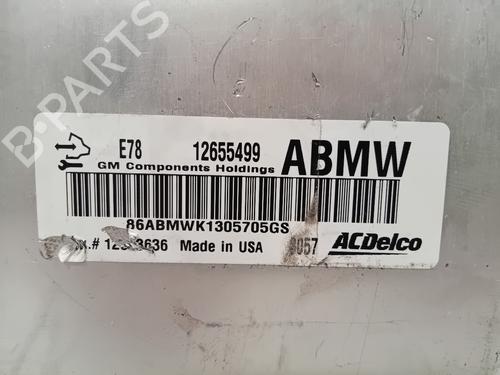 B-PARTS
E78 12655499 ABMW
GM Components Holdings
86ABMWK1305705GS
Made in USA ACDelco